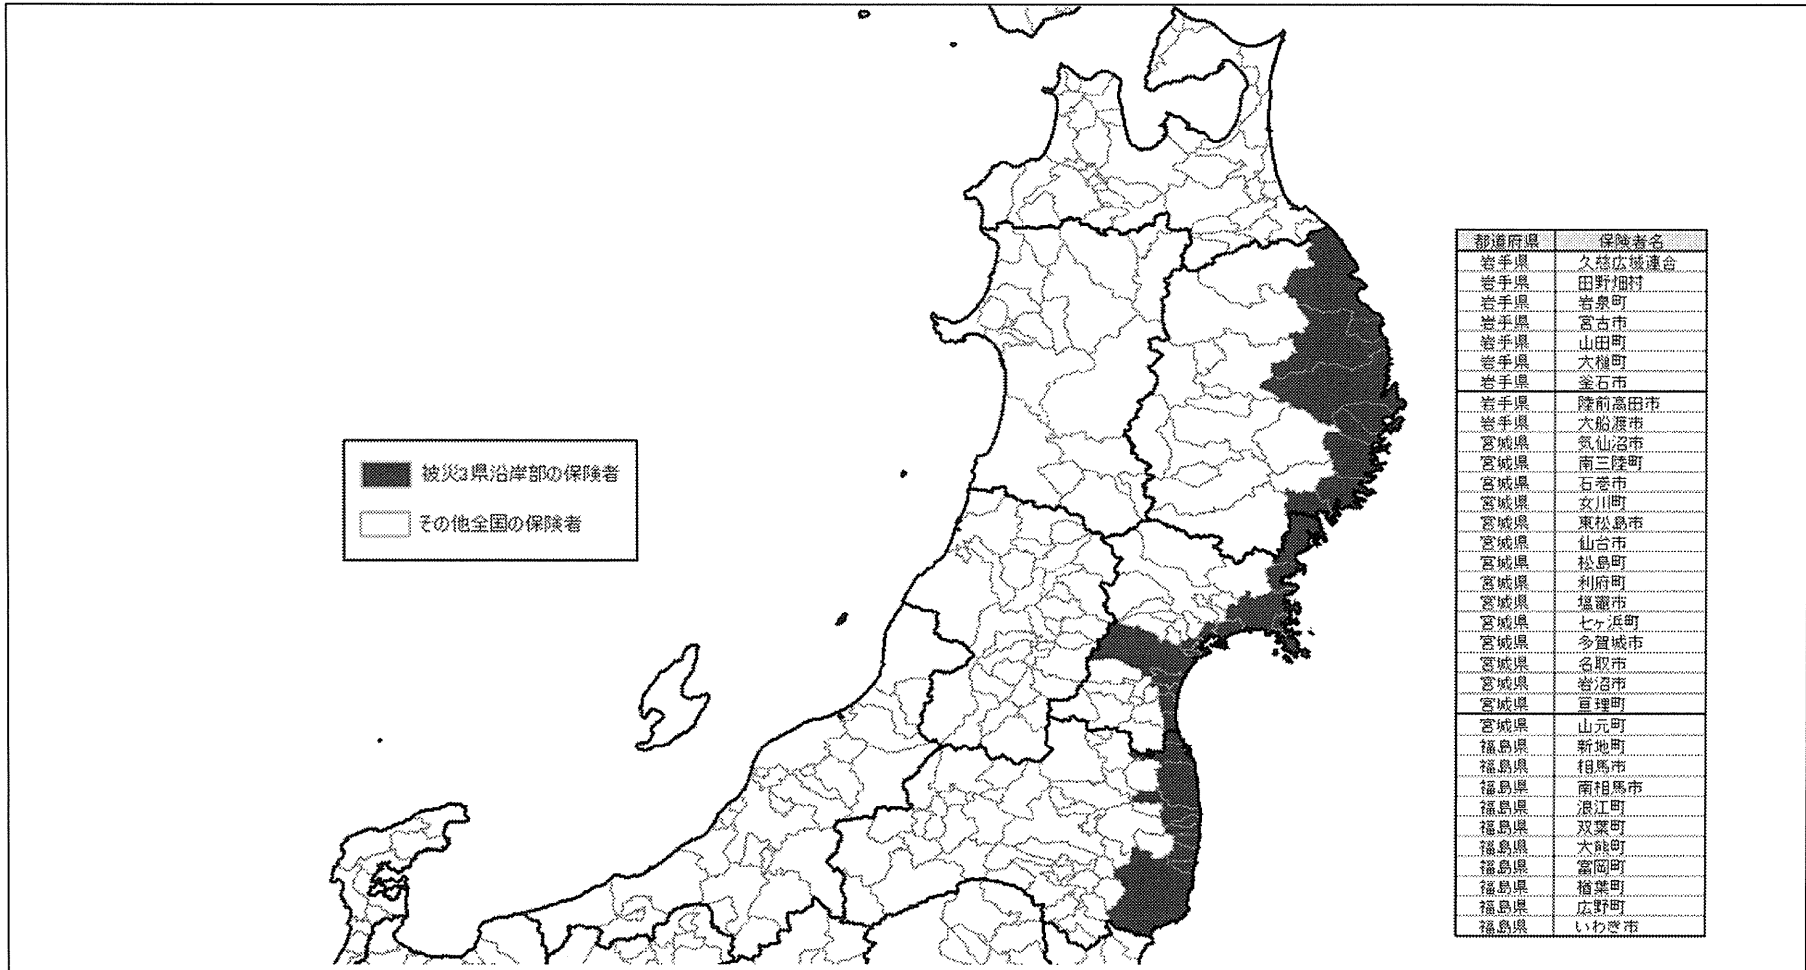 被災3県沿岸部の保険者
その他全国の保険者
都道府県 保険者名
岩手県 久慈広域連合
岩手県 田野畑村
岩手県 岩泉町
岩手県 宮古市
岩手県 山田町
岩手県 大槌町
岩手県 釜石市
岩手県 陸前高田市
岩手県 大船渡市
宮城県 気仙沼市
宮城県 南三陸町
宮城県 石巻市
宮城県 女川町
宮城県 東松島市
宮城県 仙台市
宮城県 松島町
宮城県 利府町
宮城県 塩竈市
宮城県 七ヶ浜町
宮城県 多賀城市
宮城県 名取市
宮城県 岩沼市
宮城県 亘理町
宮城県 山元町
福島県 新地町
福島県 相馬市
福島県 南相馬市
福島県 浪江町
福島県 双葉町
福島県 大熊町
福島県 富岡町
福島県 楢葉町
福島県 広野町
福島県 いわき市